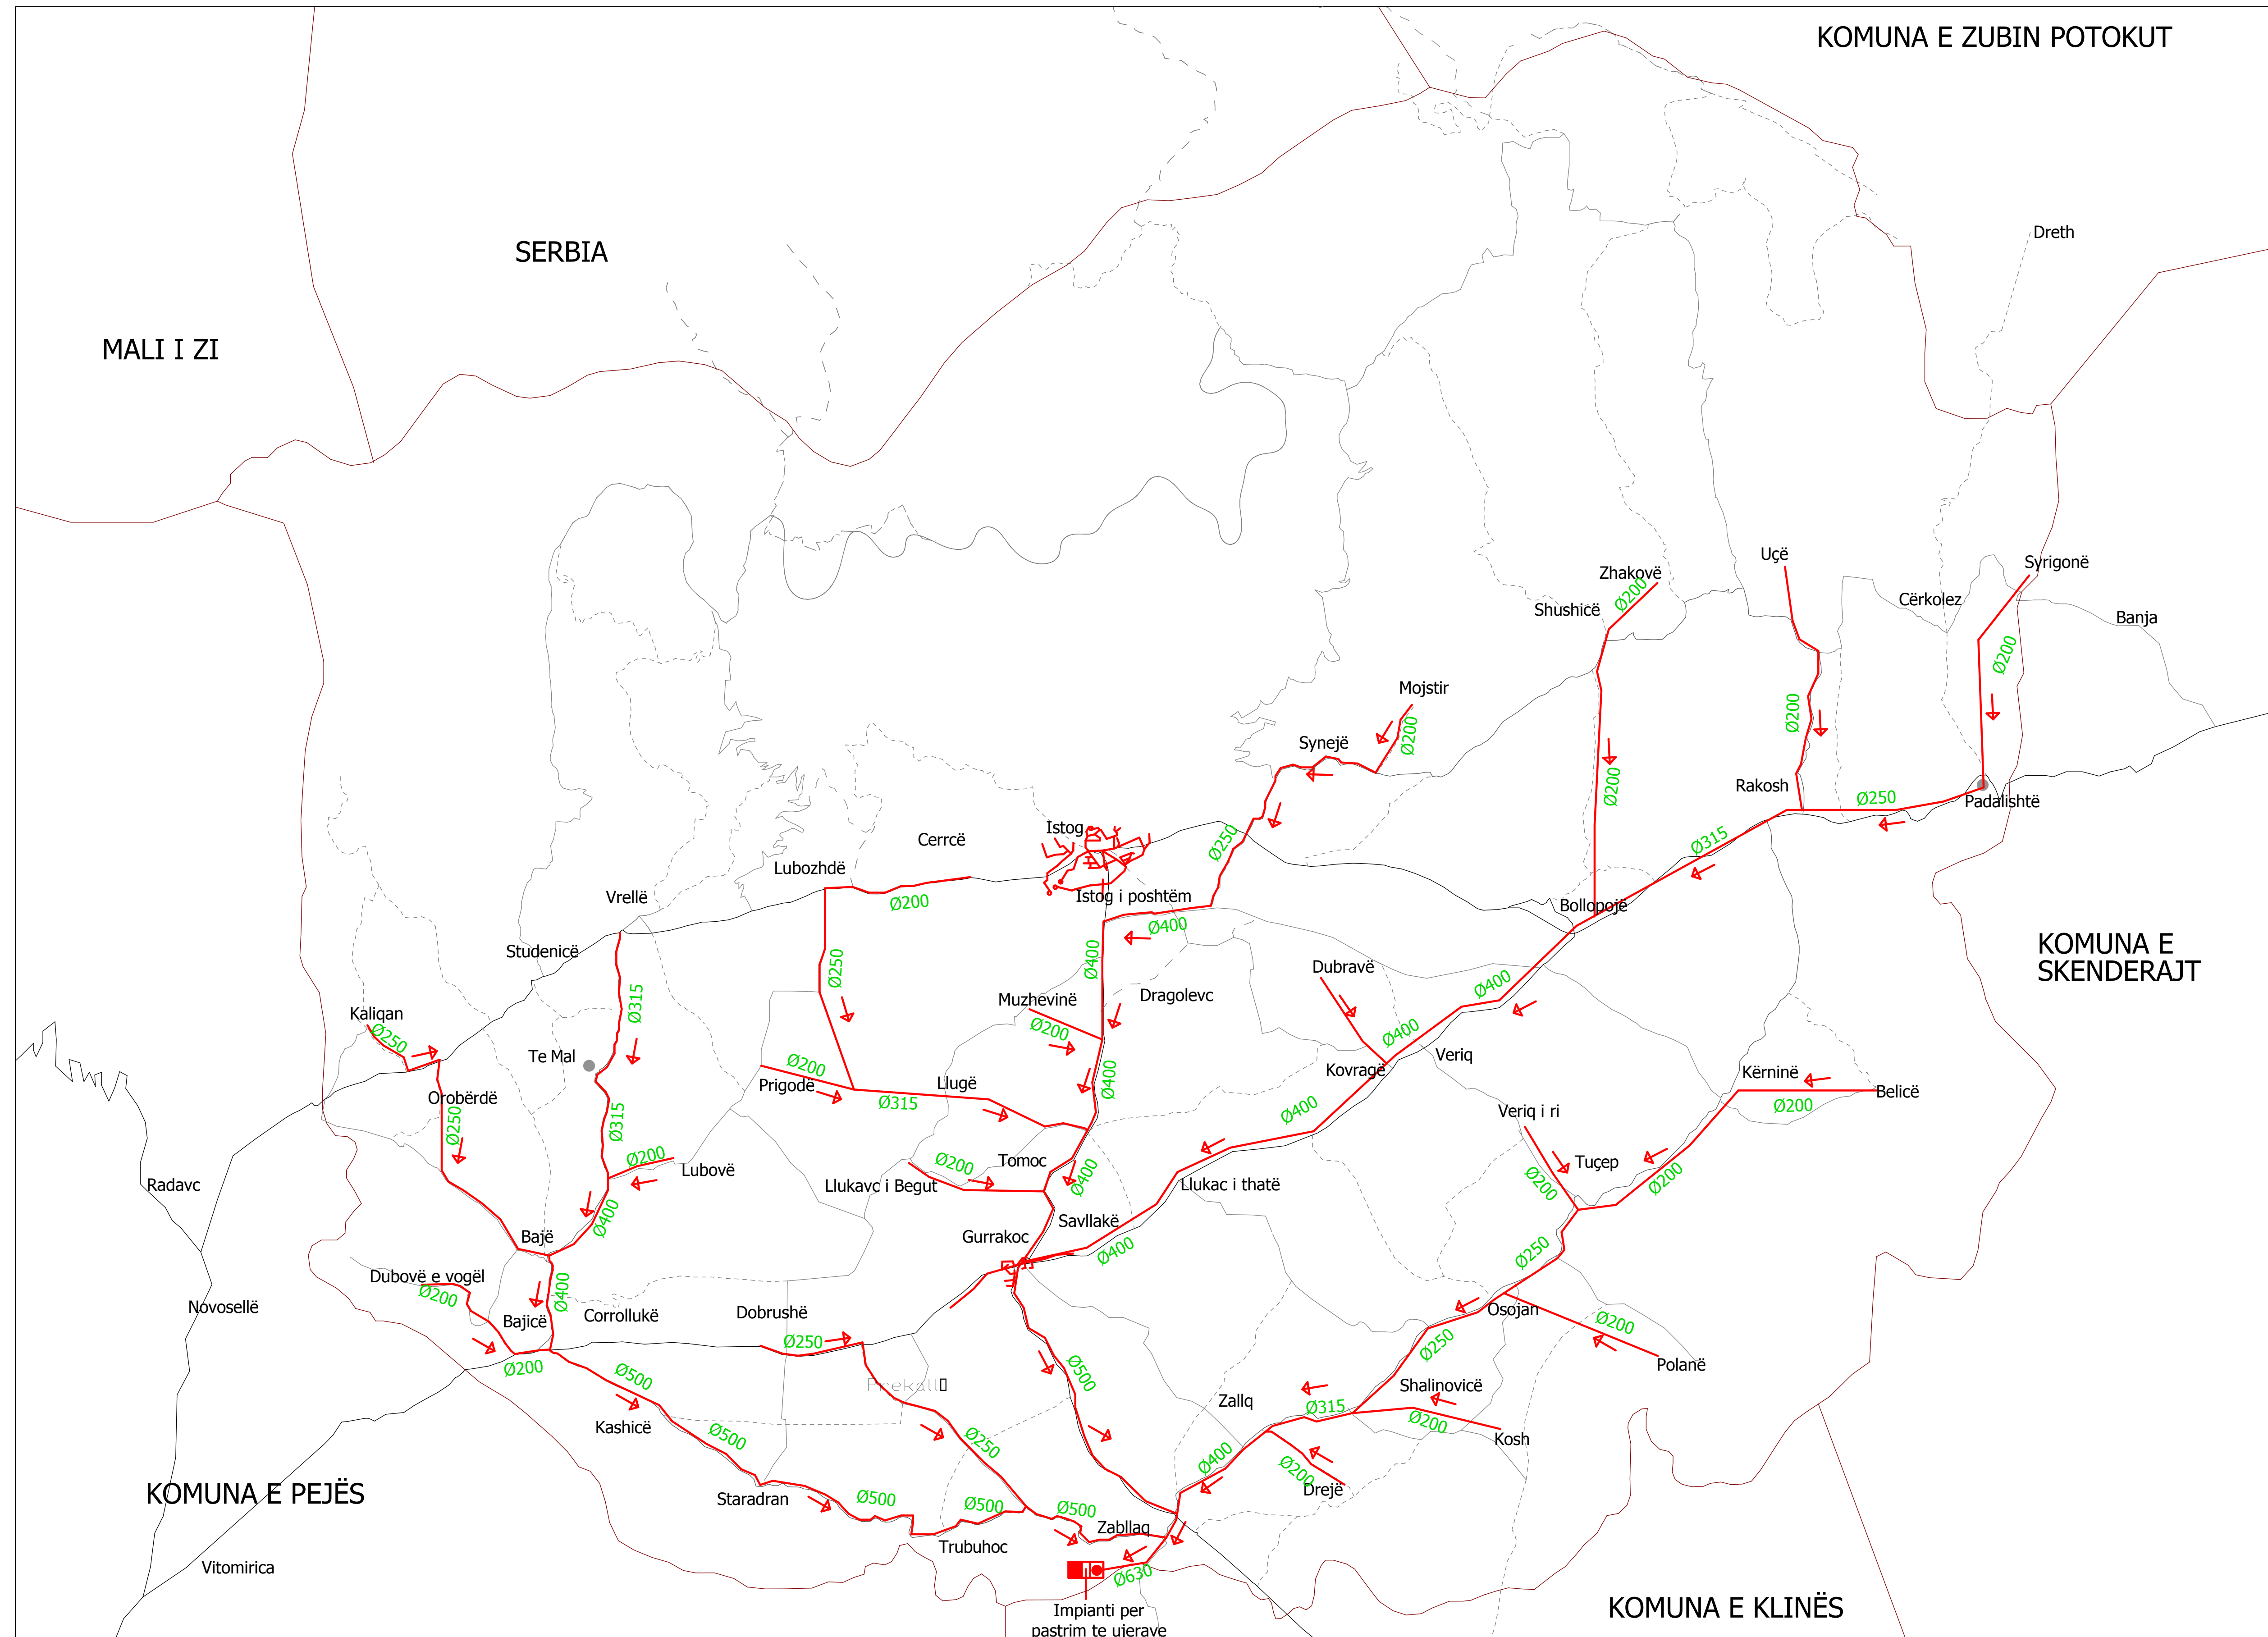 KOMUNA E ZUBIN POTOKUT
Dreth
SERBIA
MALI I ZI
Uçë
Syrigonë
Zhakovë
Ø200
Cërkolez
Shushicë
Banja
Ø200
Mojstir
Ø200
Ø200
Synejë
Rakosh
Ø200
Ø250
Padalishtë
Istog
Cerrcë
Ø250
Ø315
Lubozhdë
Vrellë
Istog i poshtëm
Ø200
Bollopojë
Ø400
KOMUNA E
SKENDERAJT
Studenicë
Ø400
Ø250
Dubravë
Ø400
Muzhevinë
Dragolevc
Ø315
Kaliqan
Ø250
Ø200
Ø400
Te Mal
Veriq
Ø200
Kovragë
Kërninë
Prigodë
Llugë
Ø400
Orobërdë
Belicë
Ø315
Ø200
Ø400
Veriq i ri
Ø250
Ø315
Ø200
Lubovë
Ø200
Tomoc
Tuçep
Ø400
Ø200
Ø200
Radavc
Llukavc i Begut
Llukac i thatë
Ø400
Savllakë
Bajë
Gurrakoc
Ø400
Ø250
Dubovë e vogël
Ø200
Ø400
Novosellë
Bajicë
Corrollukë
Dobrushë
Osojan
Ø200
Ø250
Ø250
Ø200
Ø500
Ø500
Polanë
Shalinovicë
Zallq
Ø315
Ø200
Kashicë
Ø500
Ø250
Kosh
Ø400
Ø200
KOMUNA E PEJËS
Drejë
Staradran
Ø500
Ø500
Ø500
Zabllaq
Trubuhoc
Vitomirica
Ø630
Impianti per
pastrim te ujerave
KOMUNA E KLINËS